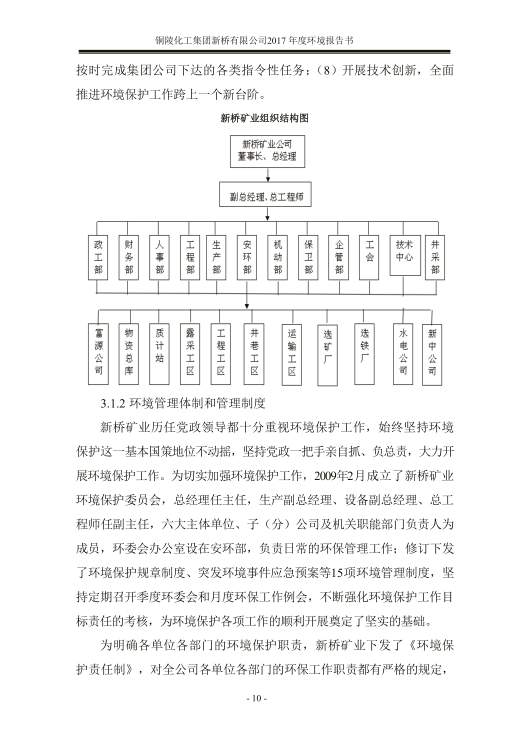 铜陵化工集团新桥有限公司2017 年度环境报告书
按时完成集团公司下达的各类指令性任务；（8）开展技术创新，全面
推进环境保护工作跨上一个新台阶。
新桥矿业组织结构图
新桥矿业公司
董事长、总经理
副总经理、总工程师
政工部
财务部
人事部
工程部
生产部
安环部
机动部
保卫部
企管部
工会
技术中心
井采部
富源公司
物资总库
质计站
露采工区
工程工区
井巷工区
运输工区
选矿厂
选铁厂
水电公司
新中公司
3.1.2 环境管理体制和管理制度
新桥矿业历任党政领导都十分重视环境保护工作，始终坚持环境
保护这一基本国策地位不动摇，坚持党政一把手亲自抓、负总责，大力开
展环境保护工作。为切实加强环境保护工作，2009年2月成立了新桥矿业
环境保护委员会，总经理任主任，生产副总经理、设备副总经理、总工
程师任副主任，六大主体单位、子（分）公司及机关职能部门负责人为
成员，环委会办公室设在安环部，负责日常的环保管理工作；修订下发
了环境保护规章制度、突发环境事件应急预案等15项环境管理制度，坚
持定期召开季度环委会和月度环保工作例会，不断强化环境保护工作目
标责任的考核，为环境保护各项工作的顺利开展奠定了坚实的基础。
为明确各单位各部门的环境保护职责，新桥矿业下发了《环境保
护责任制》，对全公司各单位各部门的环保工作职责都有严格的规定，
- 10 -